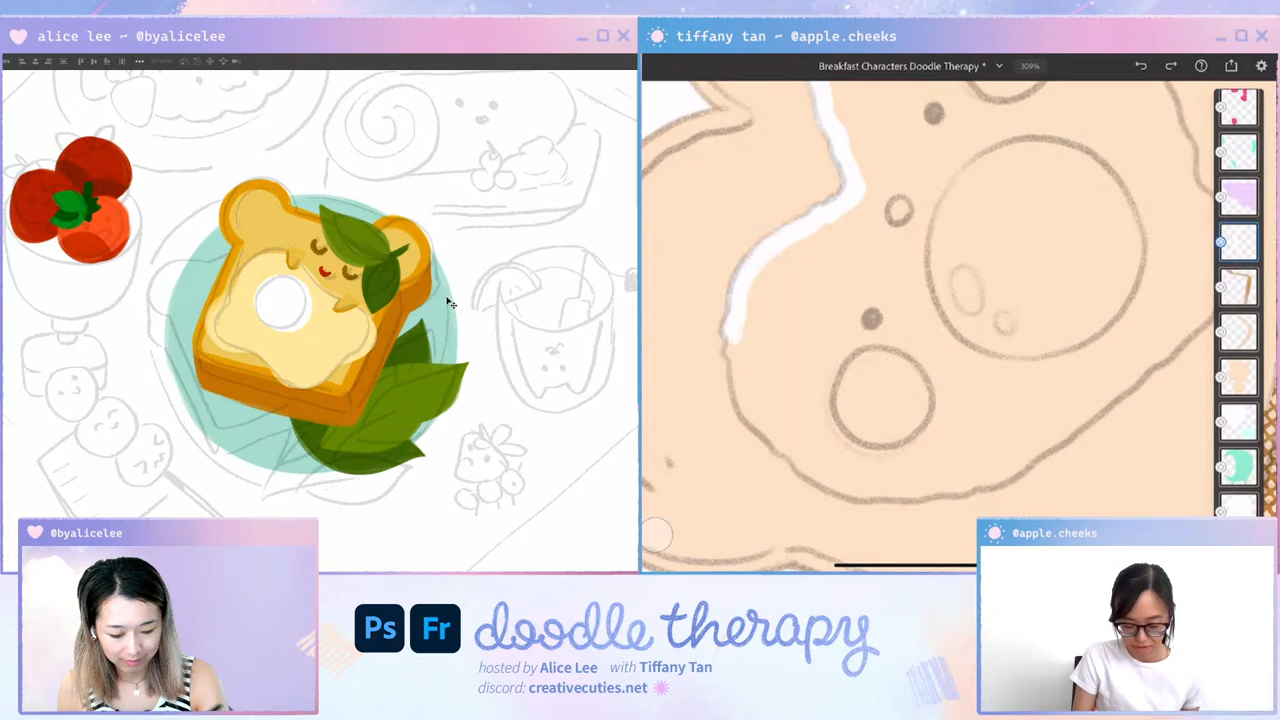 alice lee ~ @byalicelee
tiffany tan ~ @apple.cheeks
Breakfast Characters Doodle Therapy *
309%
@byalicelee
@apple.cheeks
Ps
Fr
doodle therapy
hosted by Alice Lee with Tiffany Tan
discord: creativecuties.net